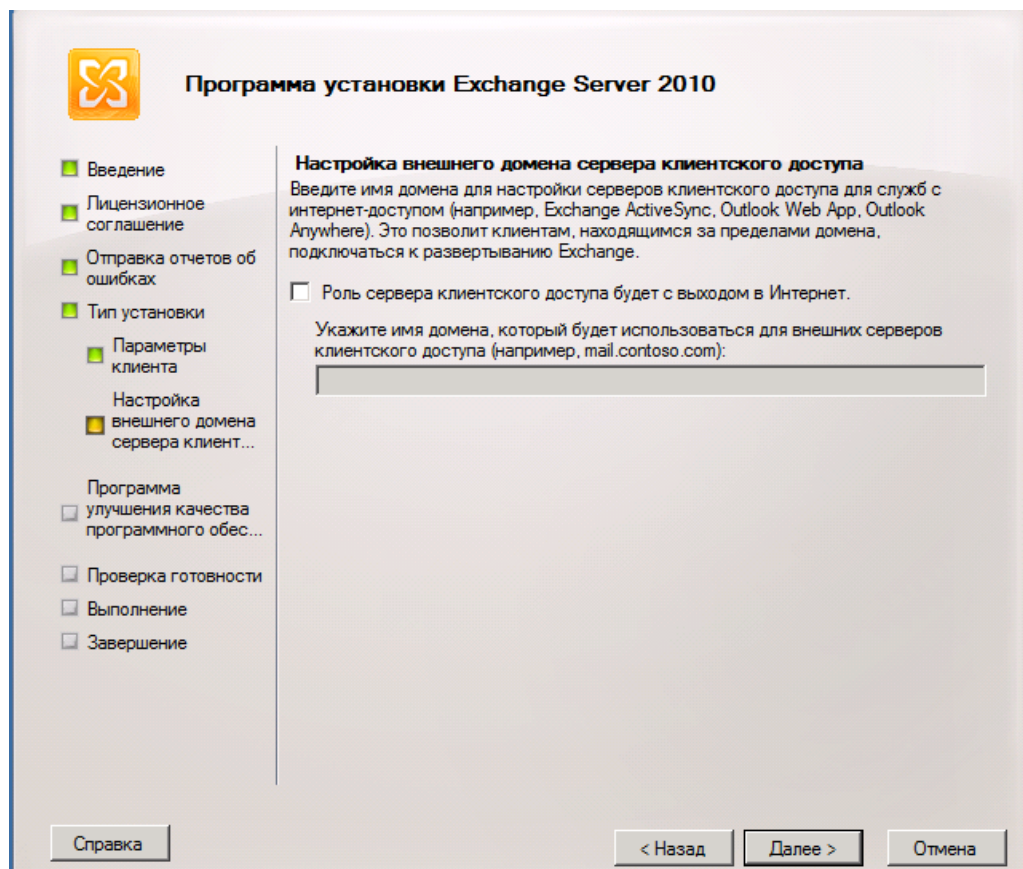 Программа установки Exchange Server 2010
Введение
Лицензионное
соглашение
Отправка отчетов об
ошибках
Тип установки
Параметры
клиента
Настройка
внешнего домена
сервера клиент...
Программа
улучшения качества
программного обес...
Проверка готовности
Выполнение
Завершение
Настройка внешнего домена сервера клиентского доступа
Введите имя домена для настройки серверов клиентского доступа для служб с
интернет-доступом (например, Exchange ActiveSync, Outlook Web App, Outlook
Anywhere). Это позволит клиентам, находящимся за пределами домена,
подключаться к развертыванию Exchange.
Роль сервера клиентского доступа будет с выходом в Интернет.
Укажите имя домена, который будет использоваться для внешних серверов
клиентского доступа (например, mail.contoso.com):
Справка
< Назад
Далее >
Отмена